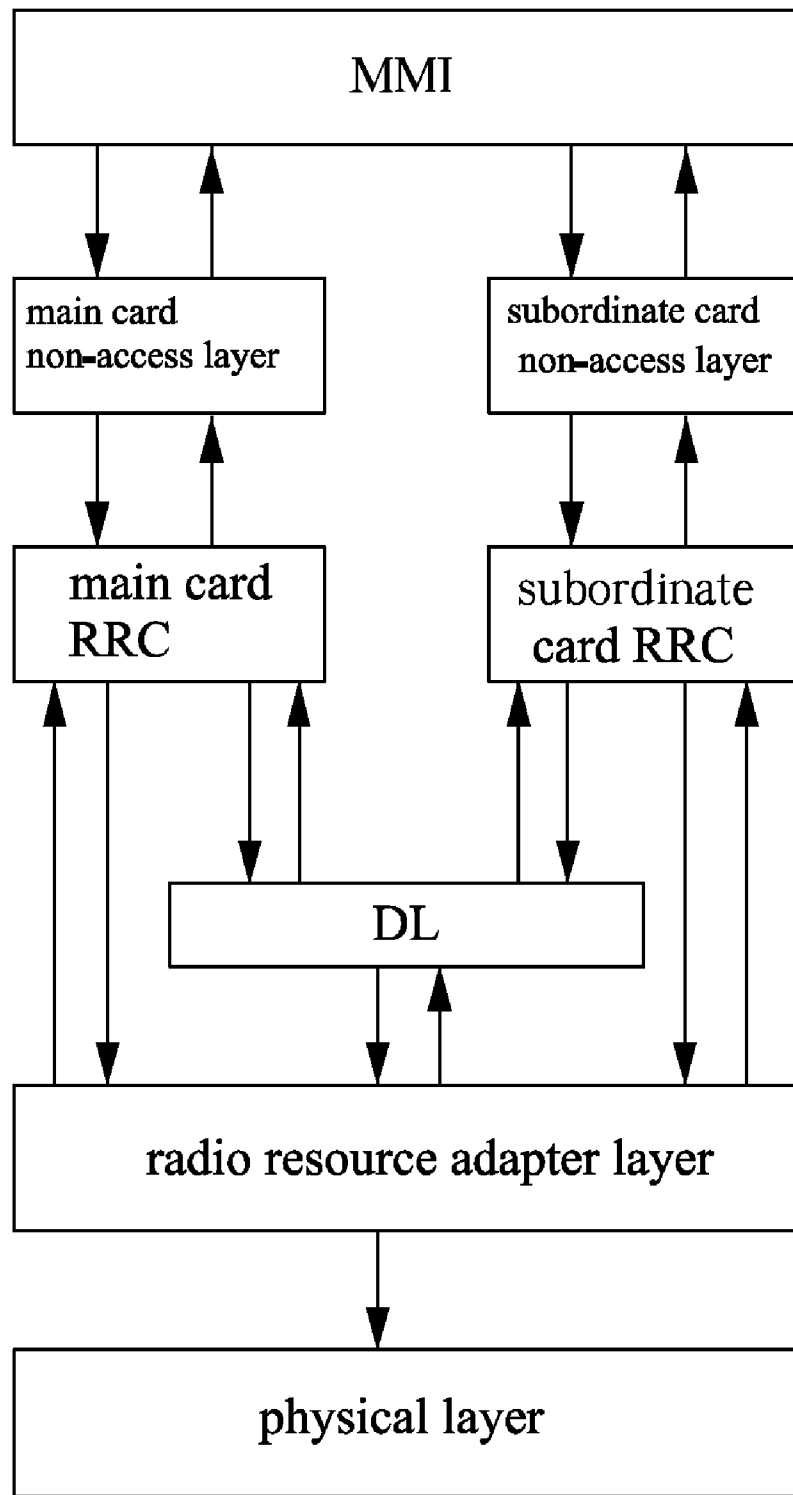 MMI
main card
non-access layer
subordinate card
non-access layer
main card
RRC
subordinate
card RRC
DL
radio resource adapter layer
physical layer